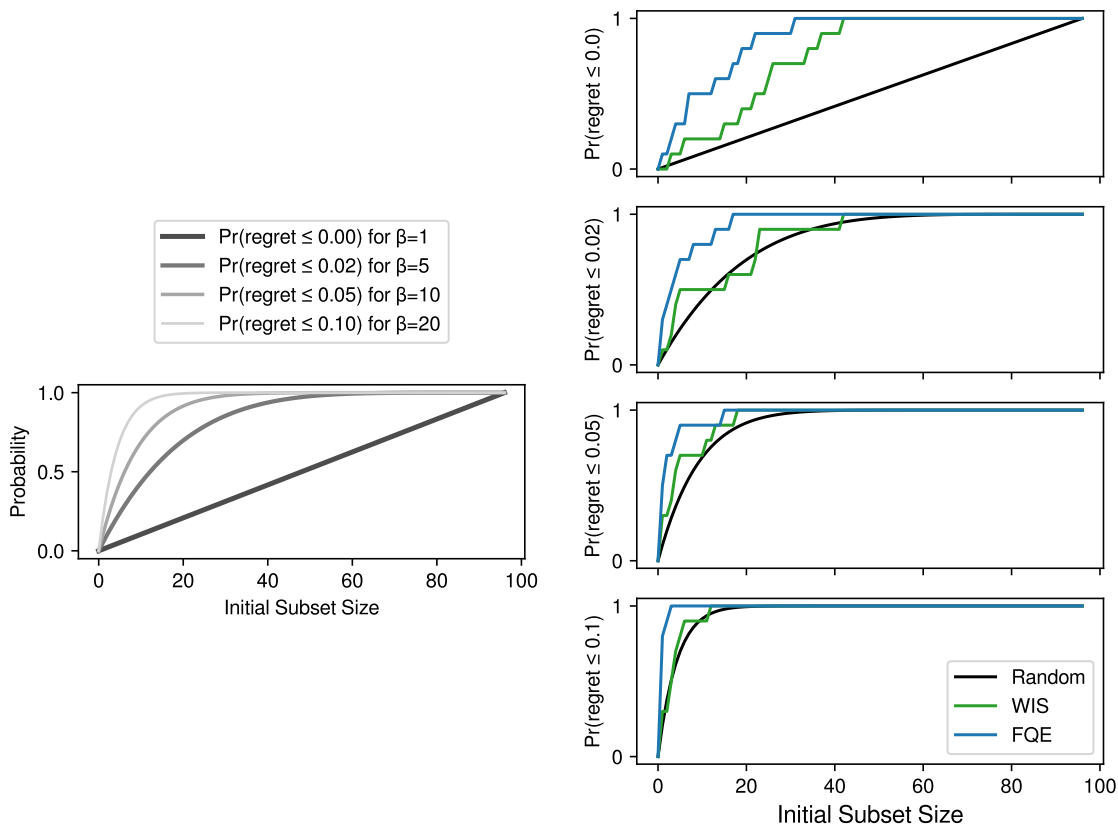 Pr(regret ≤ 0.00) for β=1
Pr(regret ≤ 0.02) for β=5
Pr(regret ≤ 0.05) for β=10
Pr(regret ≤ 0.10) for β=20
1.0
0.5
0.0
Probability
0 20 40 60 80 100
Initial Subset Size
1
0
Pr(regret ≤ 0.0)
1
0
Pr(regret ≤ 0.02)
1
0
Pr(regret ≤ 0.05)
1
0
Pr(regret ≤ 0.1)
Random
WIS
FQE
0 20 40 60 80 100
Initial Subset Size